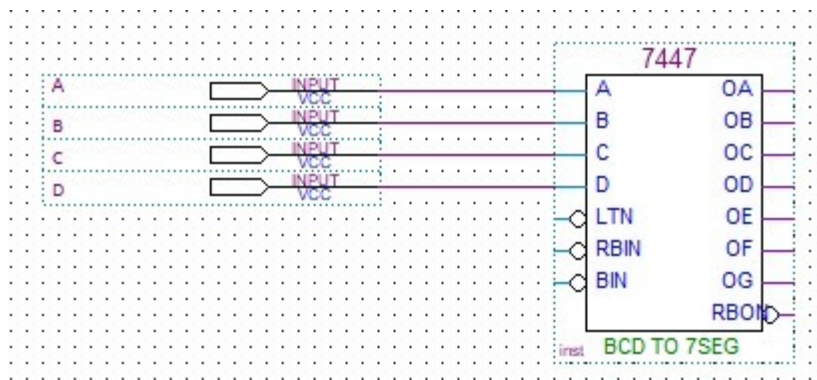 7447
A INPUT VCC A OA
B INPUT VCC B OB
C INPUT VCC C OC
D INPUT VCC D OD
LTN OE
RBIN OF
BIN OG
RBON
inst BCD TO 7SEG